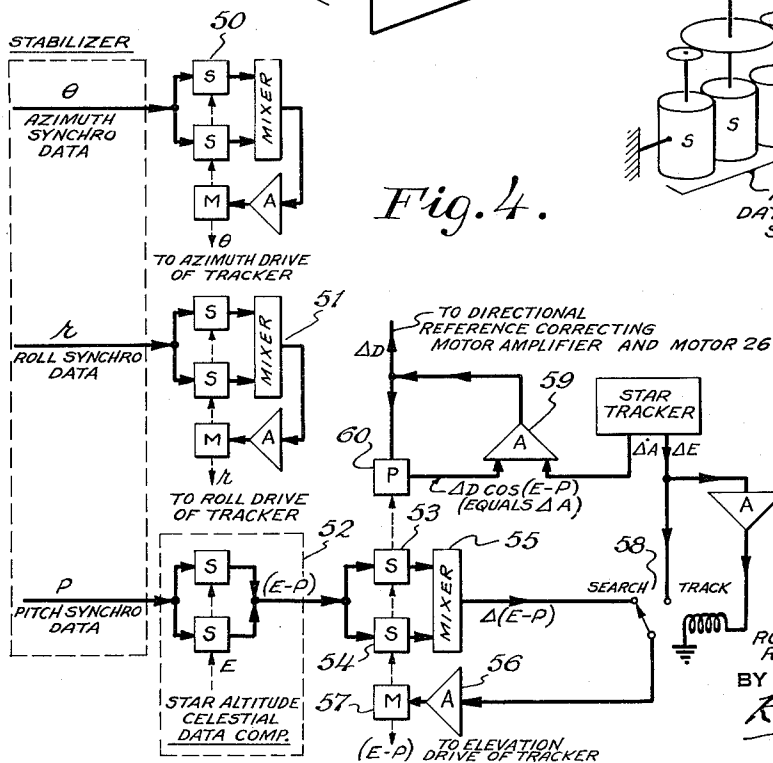 STABILIZER
50
θ
AZIMUTH
SYNCHRO
DATA
S
S
MIXER
M
A
θ
TO AZIMUTH DRIVE
OF TRACKER
Fig. 4.
S
S
DATA
S
r
ROLL SYNCHRO
DATA
S
S
MIXER
51
M
A
r
TO ROLL DRIVE
OF TRACKER
TO DIRECTIONAL
REFERENCE CORRECTING
MOTOR AMPLIFIER AND MOTOR 26
ΔD
59
A
STAR
TRACKER
ΔA
ΔE
60
P
ΔD COS (E-P)
(EQUALS ΔA)
A
52
P
PITCH SYNCHRO
DATA
S
S
E
(E-P)
STAR ALTITUDE
CELESTIAL
DATA COMP.
53
S
S
54
55
MIXER
Δ(E-P)
58
SEARCH
TRACK
56
A
57
M
(E-P)
TO ELEVATION
DRIVE OF TRACKER
RO
R
BY
R